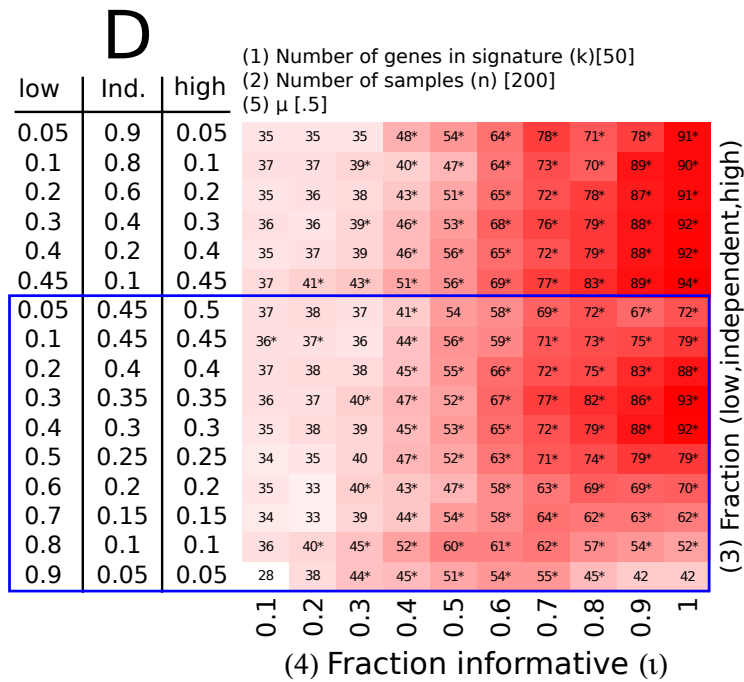 D
(1) Number of genes in signature (k)[50]
(2) Number of samples (n) [200]
(5) μ [.5]
low Ind. high
0.05 0.9 0.05 35 35 35 48* 54* 64* 78* 71* 78* 91*
0.1 0.8 0.1 37 37 39* 40* 47* 64* 73* 70* 89* 90*
0.2 0.6 0.2 35 36 38 43* 51* 65* 72* 78* 87* 91*
0.3 0.4 0.3 36 36 39* 46* 53* 68* 76* 79* 88* 92*
0.4 0.2 0.4 35 37 39 46* 56* 65* 72* 79* 88* 92*
0.45 0.1 0.45 37 41* 43* 51* 56* 69* 77* 83* 89* 94*
0.05 0.45 0.5 37 38 37 41* 54 58* 69* 72* 67* 72*
0.1 0.45 0.45 36* 37* 36 44* 56* 59* 71* 73* 75* 79*
0.2 0.4 0.4 37 38 38 45* 55* 66* 72* 75* 83* 88*
0.3 0.35 0.35 36 37 40* 47* 52* 67* 77* 82* 86* 93*
0.4 0.3 0.3 35 38 39 45* 53* 65* 72* 79* 88* 92*
0.5 0.25 0.25 34 35 40 47* 52* 63* 71* 74* 79* 79*
0.6 0.2 0.2 35 33 40* 43* 47* 58* 63* 69* 69* 70*
0.7 0.15 0.15 34 33 39 44* 54* 58* 64* 62* 63* 62*
0.8 0.1 0.1 36 40* 45* 52* 60* 61* 62* 57* 54* 52*
0.9 0.05 0.05 28 38 44* 45* 51* 54* 55* 45* 42 42
0.1 0.2 0.3 0.4 0.5 0.6 0.7 0.8 0.9 1
(4) Fraction informative (ι)
(3) Fraction (low,independent,high)